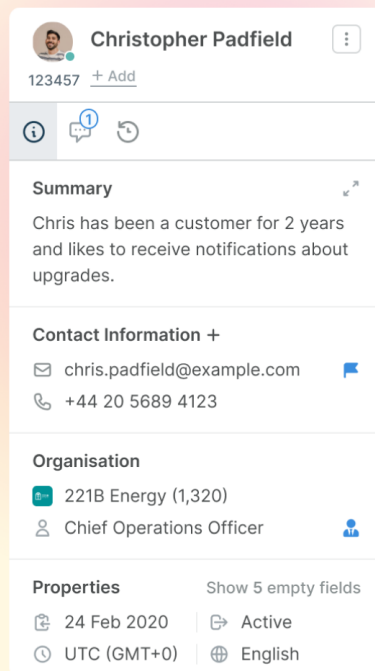 Christopher Padfield
123457 + Add
1
Summary
Chris has been a customer for 2 years
and likes to receive notifications about
upgrades.
Contact Information +
chris.padfield@example.com
+44 20 5689 4123
Organisation
221B Energy (1,320)
Chief Operations Officer
Properties Show 5 empty fields
24 Feb 2020 Active
UTC (GMT+0) English